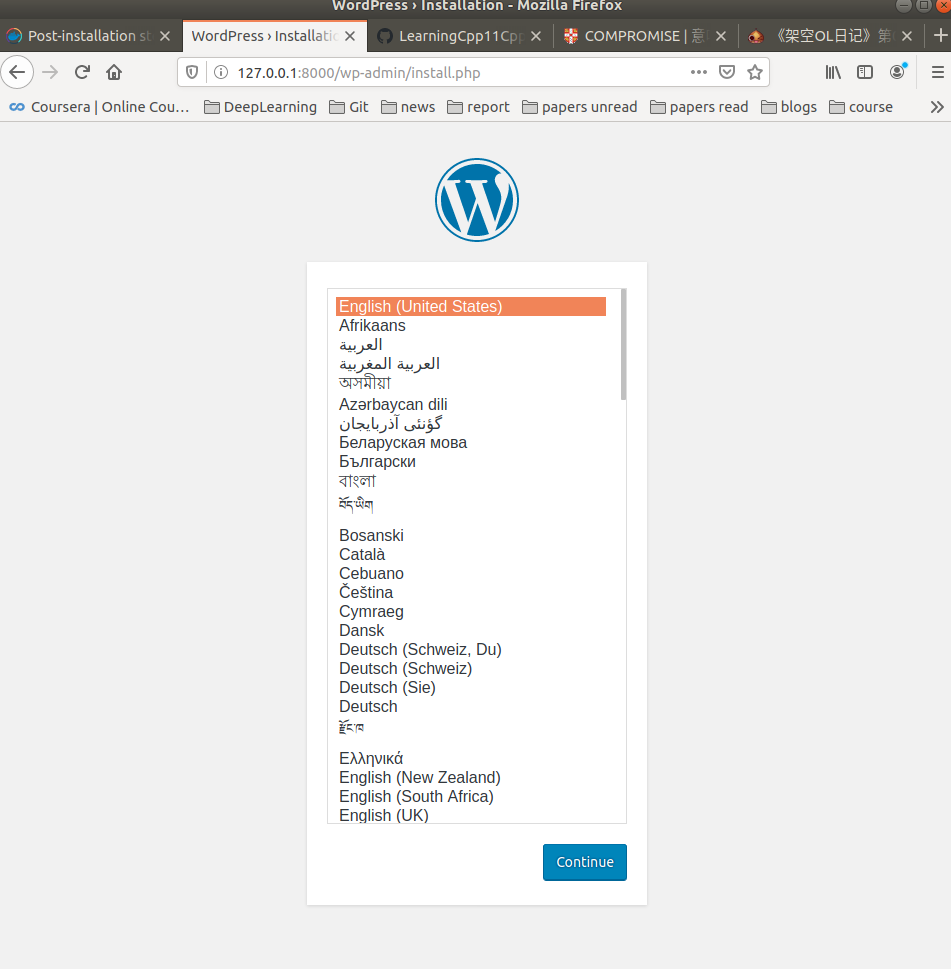 WordPress › Installation - Mozilla Firefox
Post-installation st
WordPress › Installatio
LearningCpp11Cpp
COMPROMISE | 意
《架空OL日记》第
127.0.0.1:8000/wp-admin/install.php
Coursera | Online Cou…
DeepLearning
Git
news
report
papers unread
papers read
blogs
course
English (United States)
Afrikaans
العربية
العربية المغربية
অসমীয়া
Azərbaycan dili
گؤنئی آذربایجان
Беларуская мова
Български
বাংলা
བོད་ཡིག
Bosanski
Català
Cebuano
Čeština
Cymraeg
Dansk
Deutsch (Schweiz, Du)
Deutsch (Schweiz)
Deutsch (Sie)
Deutsch
རྫོང་ཁ
Ελληνικά
English (New Zealand)
English (South Africa)
English (UK)
Continue